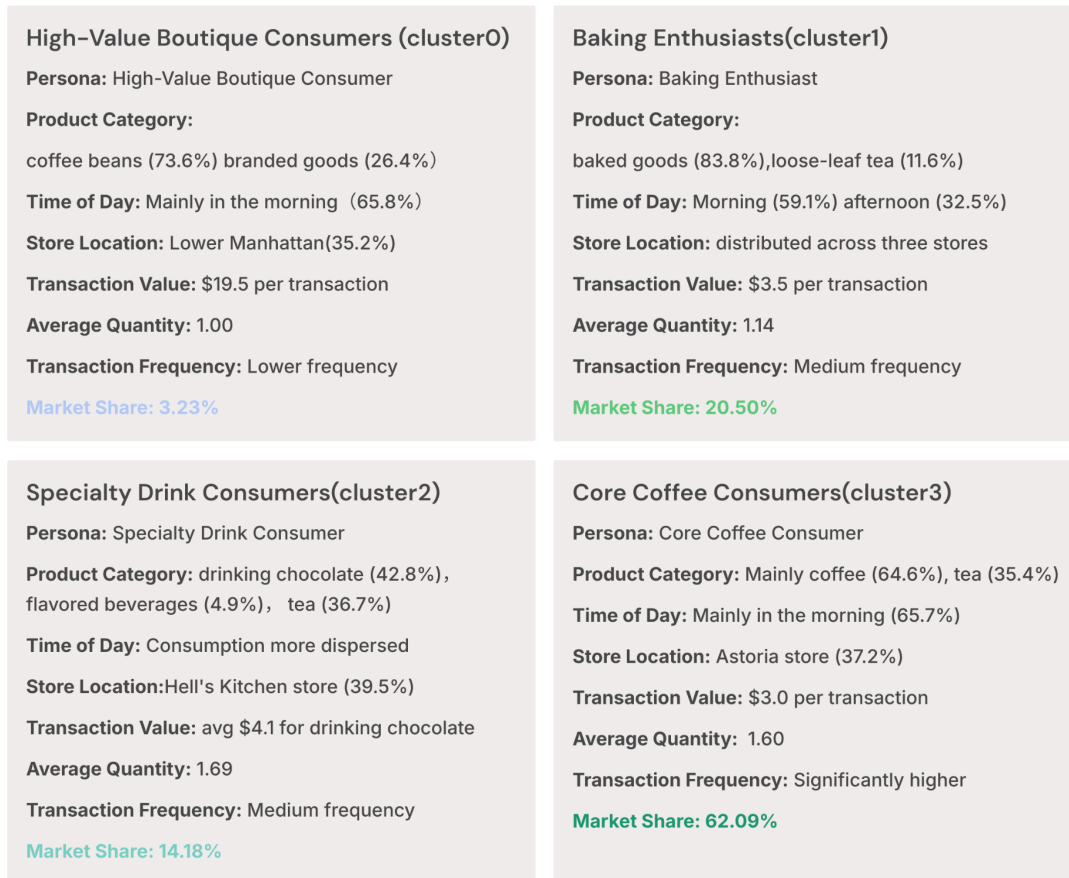 High-Value Boutique Consumers (cluster0)
Persona: High-Value Boutique Consumer
Product Category:
coffee beans (73.6%) branded goods (26.4%）
Time of Day: Mainly in the morning（65.8%）
Store Location: Lower Manhattan(35.2%)
Transaction Value: $19.5 per transaction
Average Quantity: 1.00
Transaction Frequency: Lower frequency
Market Share: 3.23%
Baking Enthusiasts(cluster1)
Persona: Baking Enthusiast
Product Category:
baked goods (83.8%),loose-leaf tea (11.6%)
Time of Day: Morning (59.1%) afternoon (32.5%)
Store Location: distributed across three stores
Transaction Value: $3.5 per transaction
Average Quantity: 1.14
Transaction Frequency: Medium frequency
Market Share: 20.50%
Specialty Drink Consumers(cluster2)
Persona: Specialty Drink Consumer
Product Category: drinking chocolate (42.8%)，
flavored beverages (4.9%)， tea (36.7%)
Time of Day: Consumption more dispersed
Store Location:Hell's Kitchen store (39.5%)
Transaction Value: avg $4.1 for drinking chocolate
Average Quantity: 1.69
Transaction Frequency: Medium frequency
Market Share: 14.18%
Core Coffee Consumers(cluster3)
Persona: Core Coffee Consumer
Product Category: Mainly coffee (64.6%), tea (35.4%)
Time of Day: Mainly in the morning (65.7%)
Store Location: Astoria store (37.2%)
Transaction Value: $3.0 per transaction
Average Quantity: 1.60
Transaction Frequency: Significantly higher
Market Share: 62.09%